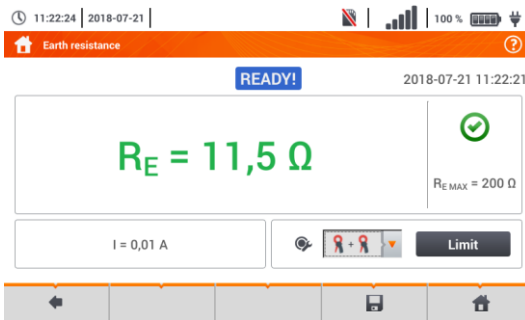 11:22:24 2018-07-21 100 %
Earth resistance ?
READY! 2018-07-21 11:22:21
RE = 11,5 Ω
RE MAX = 200 Ω
I = 0,01 A + Limit